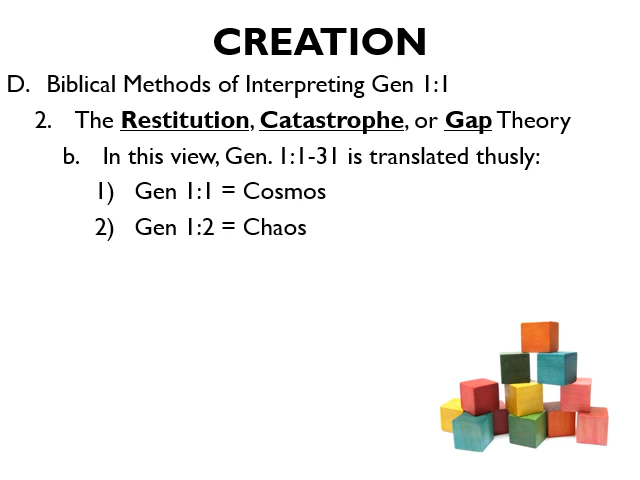 CREATION
D. Biblical Methods of Interpreting Gen 1:1
2. The Restitution, Catastrophe, or Gap Theory
b. In this view, Gen. 1:1-31 is translated thusly:
1) Gen 1:1 = Cosmos
2) Gen 1:2 = Chaos